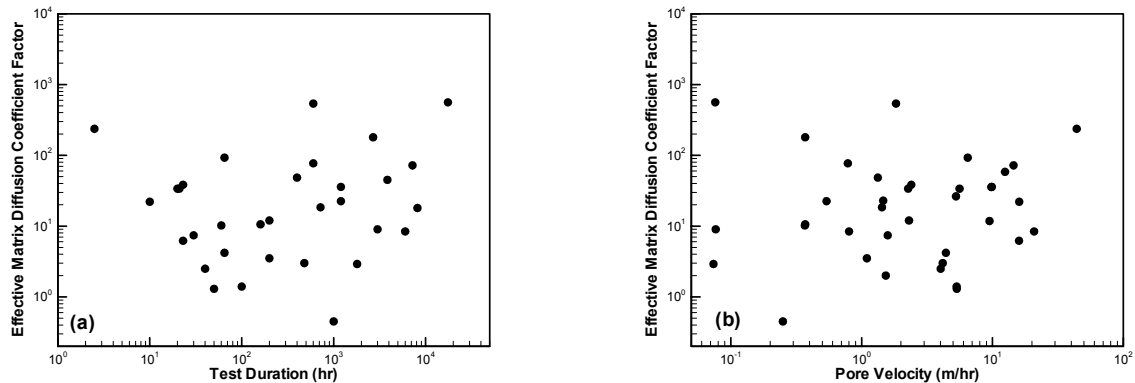 Effective Matrix Diffusion Coefficient Factor
10^4
10^3
10^2
10^1
10^0
(a)
10^0 10^1 10^2 10^3 10^4
Test Duration (hr)
Effective Matrix Diffusion Coefficient Factor
10^4
10^3
10^2
10^1
10^0
(b)
10^-1 10^0 10^1 10^2
Pore Velocity (m/hr)